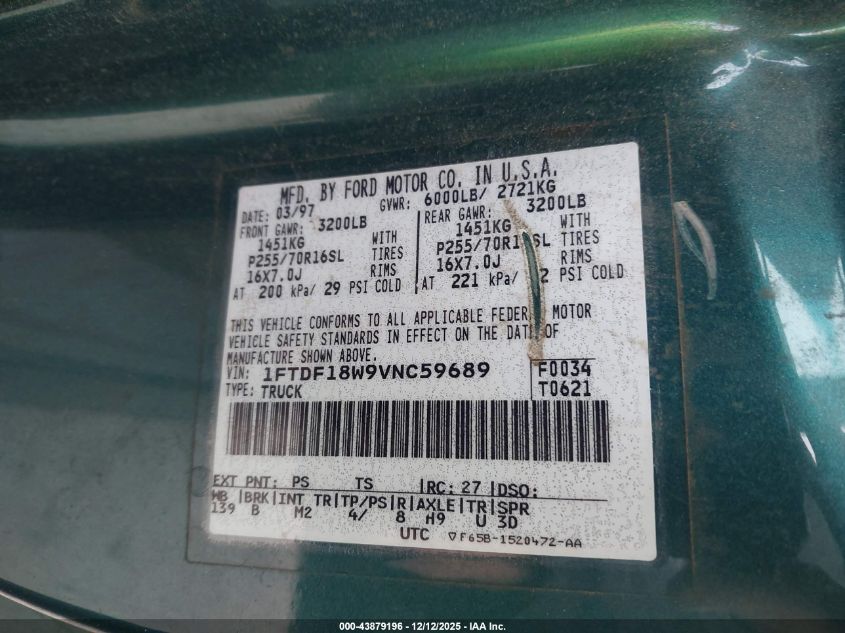 MFD. BY FORD MOTOR CO. IN U.S.A.
DATE: 03/97 GVWR: 6000LB/ 2721KG
FRONT GAWR: 3200LB REAR GAWR: 3200LB
1451KG WITH 1451KG WITH
P255/70R16SL TIRES P255/70R16SL TIRES
16X7.0J RIMS 16X7.0J RIMS
AT 200 kPa/ 29 PSI COLD AT 221 kPa/ 2 PSI COLD
THIS VEHICLE CONFORMS TO ALL APPLICABLE FEDERAL MOTOR
VEHICLE SAFETY STANDARDS IN EFFECT ON THE DATE OF
MANUFACTURE SHOWN ABOVE.
VIN: 1FTDF18W9VNC59689 F0034
TYPE: TRUCK T0621
EXT PNT: PS TS |RC: 27 |DSO:
WB |BRK|INT TR|TP/PS|R|AXLE|TR|SPR
139 B M2 4/ 8 H9 U 3D
UTC ▽F65B-1520472-AA
000-43879196 - 12/12/2025 - IAA Inc.